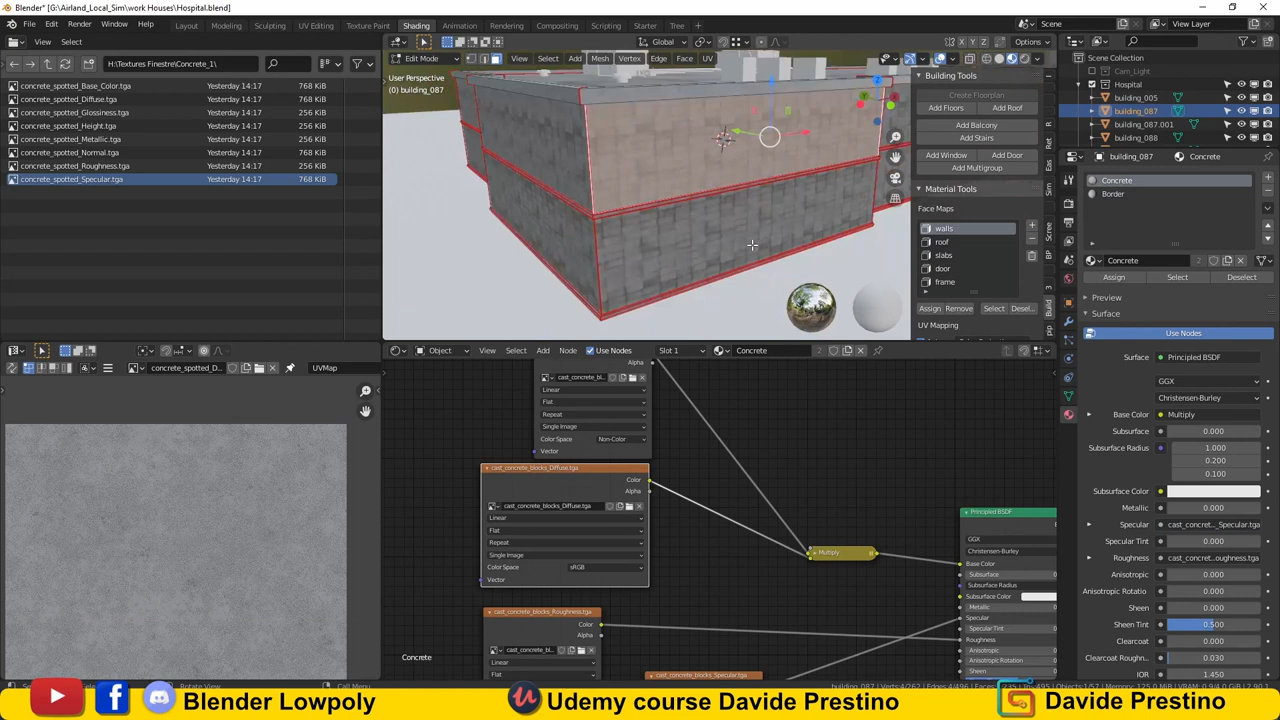 Blender* [G:\Airland_Local_Sim\work Houses\Hospital.blend]
File Edit Render Window Help Layout Modeling Sculpting UV Editing Texture Paint Shading Animation Rendering Compositing Scripting Starter Tree Scene View Layer
View Select
H:\Textures Finestre\Concrete_1\
concrete_spotted_Base_Color.tga Yesterday 14:17 768 KiB
concrete_spotted_Diffuse.tga Yesterday 14:17 768 KiB
concrete_spotted_Glossiness.tga Yesterday 14:17 256 KiB
concrete_spotted_Height.tga Yesterday 14:17 256 KiB
concrete_spotted_Metallic.tga Yesterday 14:17 256 KiB
concrete_spotted_Normal.tga Yesterday 14:17 768 KiB
concrete_spotted_Roughness.tga Yesterday 14:17 256 KiB
concrete_spotted_Specular.tga Yesterday 14:17 768 KiB
Global X Y Z Options
Edit Mode View Select Add Mesh Vertex Edge Face UV
User Perspective
(0) building_087
Building Tools
Create Floorplan
Add Floors Add Roof
Add Balcony
Add Stairs
Add Window Add Door
Add Multigroup
Material Tools
Face Maps
walls
roof
slabs
door
frame
Assign Remove Select Desel...
UV Mapping
Scene Collection
Cam_Light
Hospital
building_005
building_087
building_087.001
building_088
building_087 Concrete
Concrete
Border
Concrete 2
Assign Select Deselect
Preview
Surface
Use Nodes
Surface Principled BSDF
GGX
Christensen-Burley
Base Color Multiply
Subsurface 0.000
Subsurface Radius 1.000
0.200
0.100
Subsurface Color
Metallic 0.000
Specular cast_concret..._Specular.tga
Specular Tint 0.000
Roughness cast_concret...oughness.tga
Anisotropic 0.000
Anisotropic Rotatio 0.000
Sheen 0.000
Sheen Tint 0.500
Clearcoat 0.000
Clearcoat Roughn... 0.030
IOR 1.450
concrete_spotted_D... UVMap
Object View Select Add Node Use Nodes Slot 1 Concrete 2
Alpha
cast_concrete_bl...
Linear
Flat
Repeat
Single Image
Color Space Non-Color
Vector
cast_concrete_blocks_Diffuse.tga
Color
Alpha
cast_concrete_blocks_Diffuse.tga
Linear
Flat
Repeat
Single Image
Color Space sRGB
Vector
cast_concrete_blocks_Roughness.tga
Color
Alpha
cast_concrete_bl...
Linear
Flat
cast_concrete_blocks_Specular.tga
Multiply
Principled BSDF
GGX
Christensen-Burley
Base Color
Subsurface
Subsurface Radius
Subsurface Color
Metallic
Specular
Specular Tint
Roughness
Anisotropic
Anisotropic Rotation
Sheen
Concrete
Blender Lowpoly
Udemy course Davide Prestino
Davide Prestino